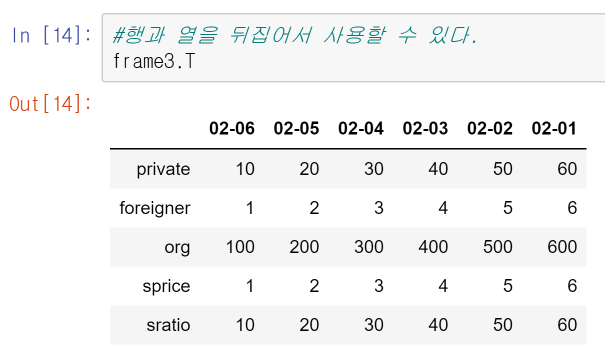 In [14]: #행과 열을 뒤집어서 사용할 수 있다.
frame3.T
Out[14]:
02-06 02-05 02-04 02-03 02-02 02-01
private 10 20 30 40 50 60
foreigner 1 2 3 4 5 6
org 100 200 300 400 500 600
sprice 1 2 3 4 5 6
sratio 10 20 30 40 50 60